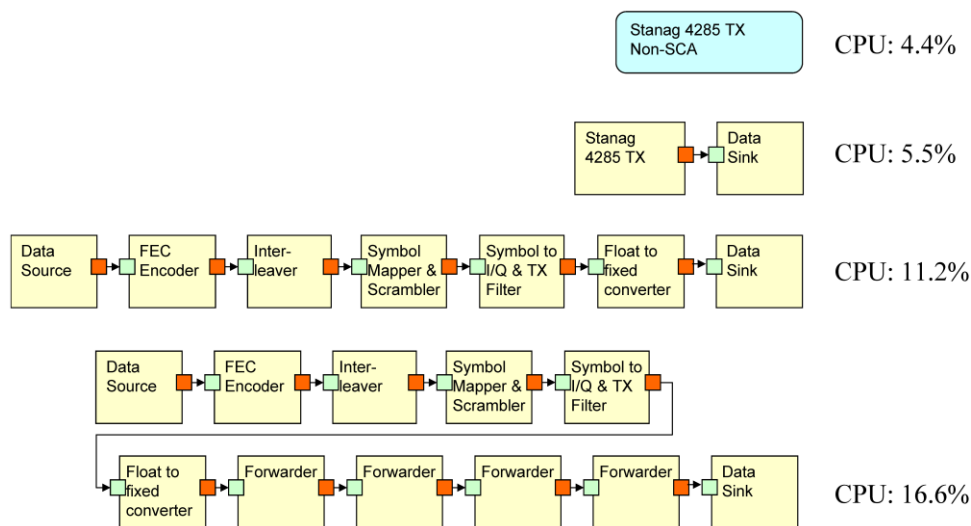 Stanag 4285 TX
Non-SCA
CPU: 4.4%
Stanag
4285 TX
Data
Sink
CPU: 5.5%
Data
Source
FEC
Encoder
Inter-
leaver
Symbol
Mapper &
Scrambler
Symbol to
I/Q & TX
Filter
Float to
fixed
converter
Data
Sink
CPU: 11.2%
Data
Source
FEC
Encoder
Inter-
leaver
Symbol
Mapper &
Scrambler
Symbol to
I/Q & TX
Filter
Float to
fixed
converter
Forwarder
Forwarder
Forwarder
Forwarder
Data
Sink
CPU: 16.6%